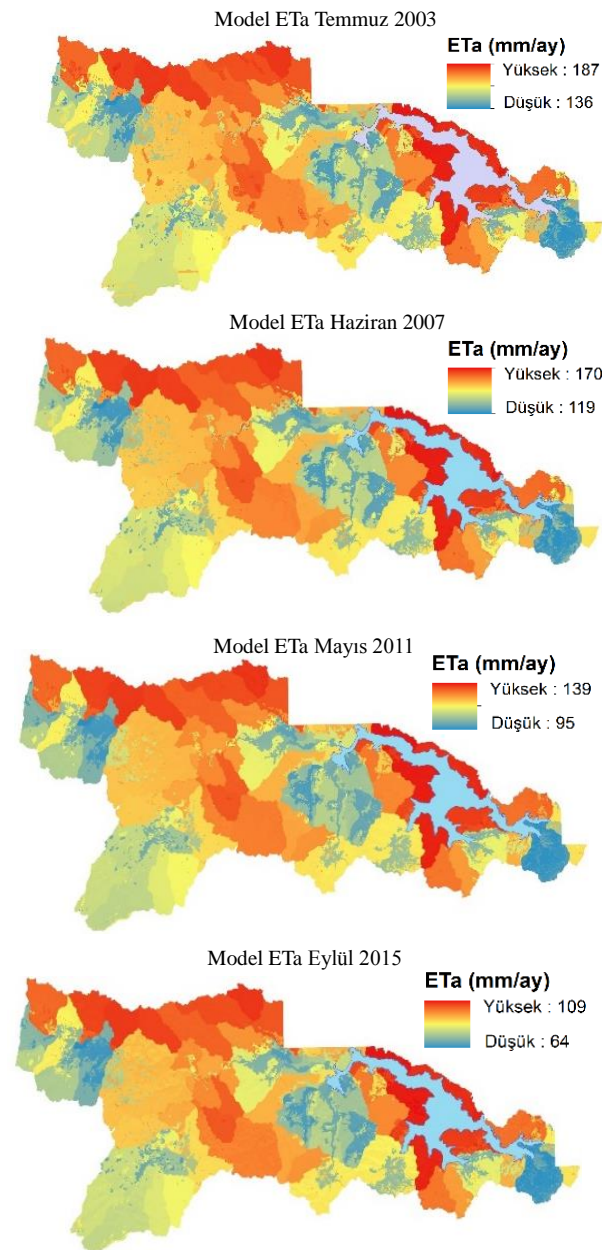 Model ETa Temmuz 2003
ETa (mm/ay)
Yüksek : 187
Düşük : 136
Model ETa Haziran 2007
ETa (mm/ay)
Yüksek : 170
Düşük : 119
Model ETa Mayıs 2011
ETa (mm/ay)
Yüksek : 139
Düşük : 95
Model ETa Eylül 2015
ETa (mm/ay)
Yüksek : 109
Düşük : 64